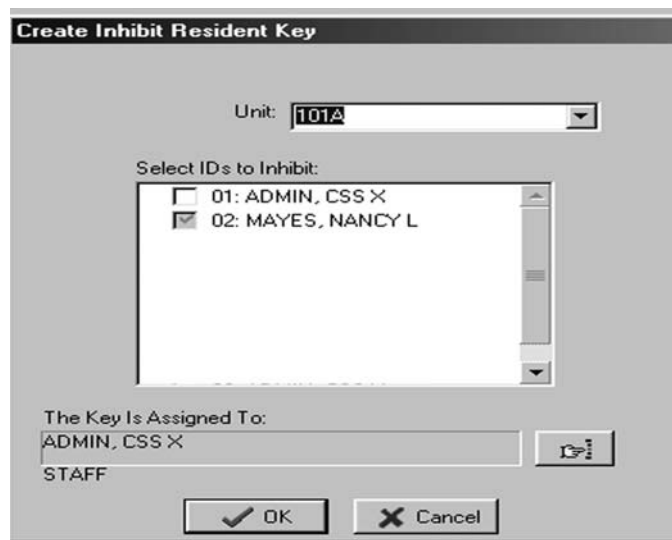 Create Inhibit Resident Key
Unit: 101A
Select IDs to Inhibit:
01: ADMIN, CSS X
02: MAYES, NANCY L
The Key Is Assigned To:
ADMIN, CSS X
STAFF
OK Cancel